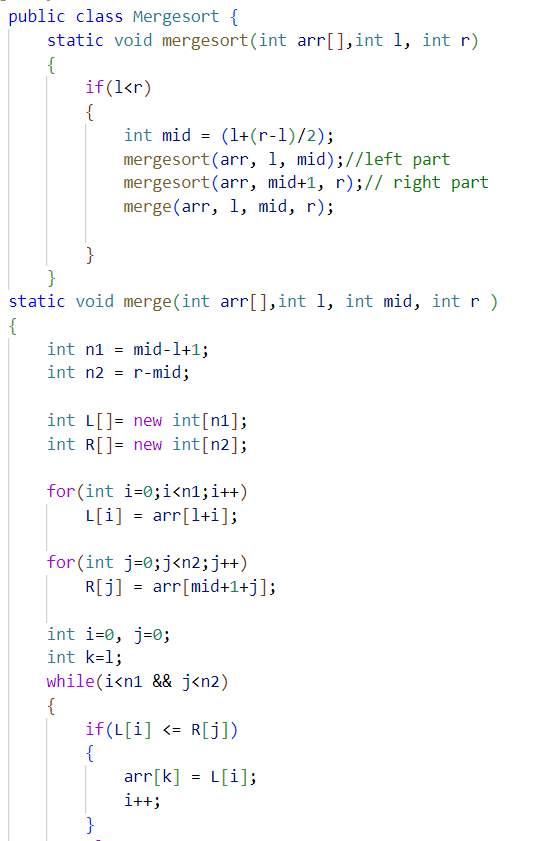 public class Mergesort {
    static void mergesort(int arr[],int l, int r)
    {
        if(l<r)
        {
            int mid = (l+(r-l)/2);
            mergesort(arr, l, mid);//left part
            mergesort(arr, mid+1, r);// right part
            merge(arr, l, mid, r);

        }
    }
static void merge(int arr[],int l, int mid, int r )
{
    int n1 = mid-l+1;
    int n2 = r-mid;

    int L[]= new int[n1];
    int R[]= new int[n2];

    for(int i=0;i<n1;i++)
        L[i] = arr[l+i];

    for(int j=0;j<n2;j++)
        R[j] = arr[mid+1+j];

    int i=0, j=0;
    int k=l;
    while(i<n1 && j<n2)
    {
        if(L[i] <= R[j])
        {
            arr[k] = L[i];
            i++;
        }